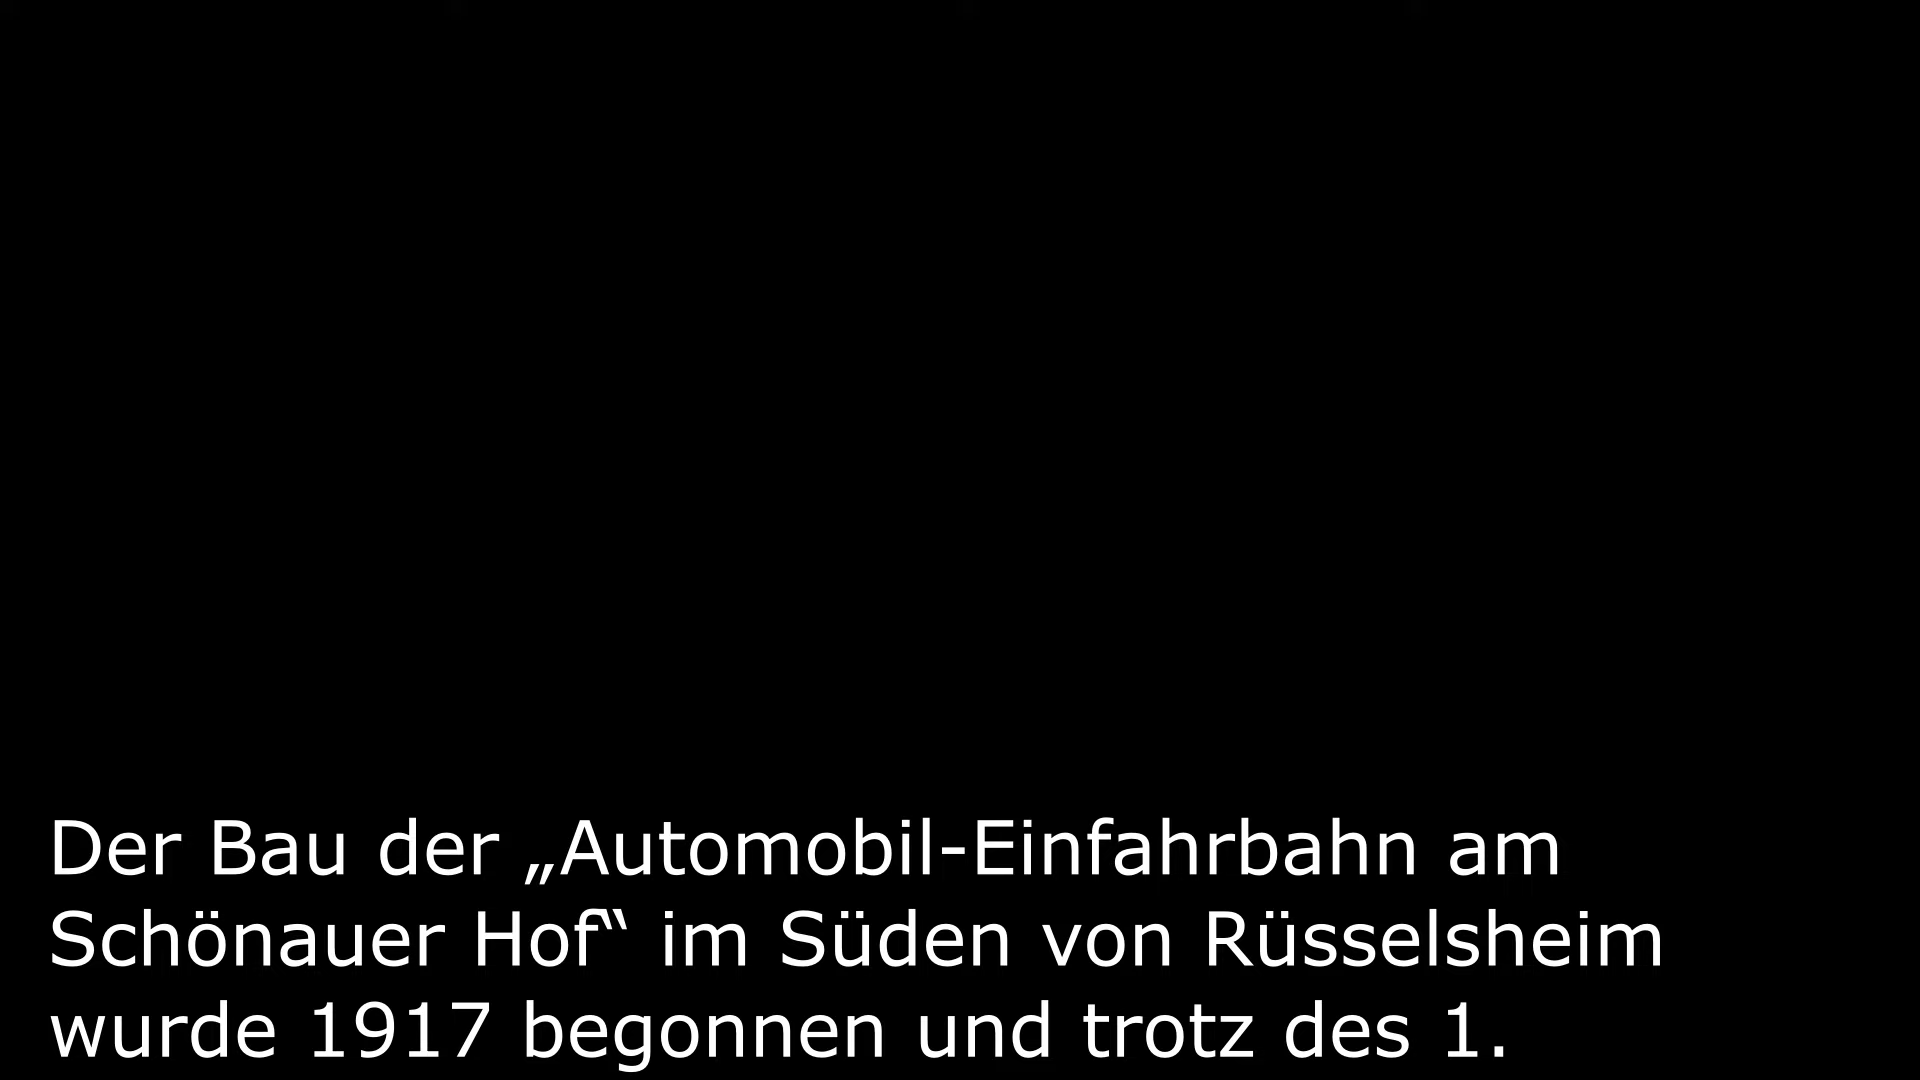 Der Bau der „Automobil-Einfahrbahn am
Schönauer Hof“ im Süden von Rüsselsheim
wurde 1917 begonnen und trotz des 1.